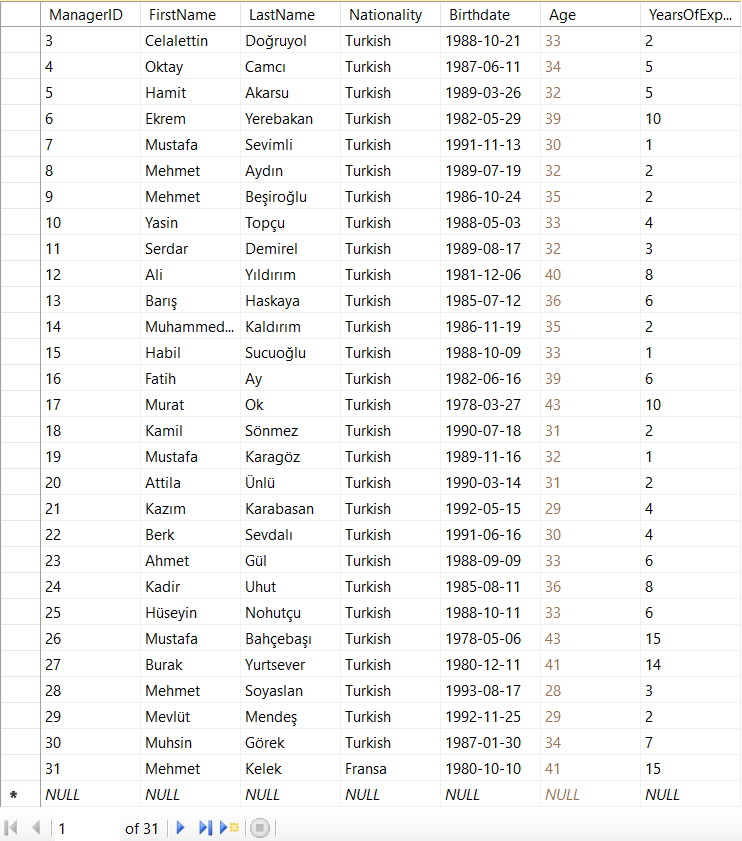 ManagerID FirstName LastName Nationality Birthdate Age YearsOfExp...
3 Celalettin Doğruyol Turkish 1988-10-21 33 2
4 Oktay Camcı Turkish 1987-06-11 34 5
5 Hamit Akarsu Turkish 1989-03-26 32 5
6 Ekrem Yerebakan Turkish 1982-05-29 39 10
7 Mustafa Sevimli Turkish 1991-11-13 30 1
8 Mehmet Aydın Turkish 1989-07-19 32 2
9 Mehmet Beşiroğlu Turkish 1986-10-24 35 2
10 Yasin Topçu Turkish 1988-05-03 33 4
11 Serdar Demirel Turkish 1989-08-17 32 3
12 Ali Yıldırım Turkish 1981-12-06 40 8
13 Barış Haskaya Turkish 1985-07-12 36 6
14 Muhammed... Kaldırım Turkish 1986-11-19 35 2
15 Habil Sucuoğlu Turkish 1988-10-09 33 1
16 Fatih Ay Turkish 1982-06-16 39 6
17 Murat Ok Turkish 1978-03-27 43 10
18 Kamil Sönmez Turkish 1990-07-18 31 2
19 Mustafa Karagöz Turkish 1989-11-16 32 1
20 Attila Ünlü Turkish 1990-03-14 31 2
21 Kazım Karabasan Turkish 1992-05-15 29 4
22 Berk Sevdalı Turkish 1991-06-16 30 4
23 Ahmet Gül Turkish 1988-09-09 33 6
24 Kadir Uhut Turkish 1985-08-11 36 8
25 Hüseyin Nohutçu Turkish 1988-10-11 33 6
26 Mustafa Bahçebaşı Turkish 1978-05-06 43 15
27 Burak Yurtsever Turkish 1980-12-11 41 14
28 Mehmet Soyaslan Turkish 1993-08-17 28 3
29 Mevlüt Mendeş Turkish 1992-11-25 29 2
30 Muhsin Görek Turkish 1987-01-30 34 7
31 Mehmet Kelek Fransa 1980-10-10 41 15
* NULL NULL NULL NULL NULL NULL NULL
1 of 31